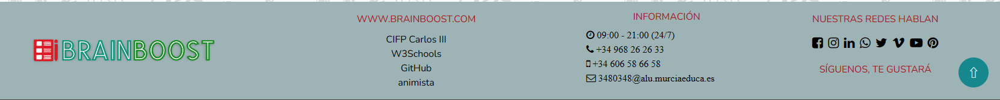 BRAINBOOST
WWW.BRAINBOOST.COM
CIFP Carlos III
W3Schools
GitHub
animista
INFORMACIÓN
09:00 - 21:00 (24/7)
+34 968 26 26 33
+34 606 58 66 58
3480348@alu.murciaeduca.es
NUESTRAS REDES HABLAN
SÍGUENOS, TE GUSTARÁ